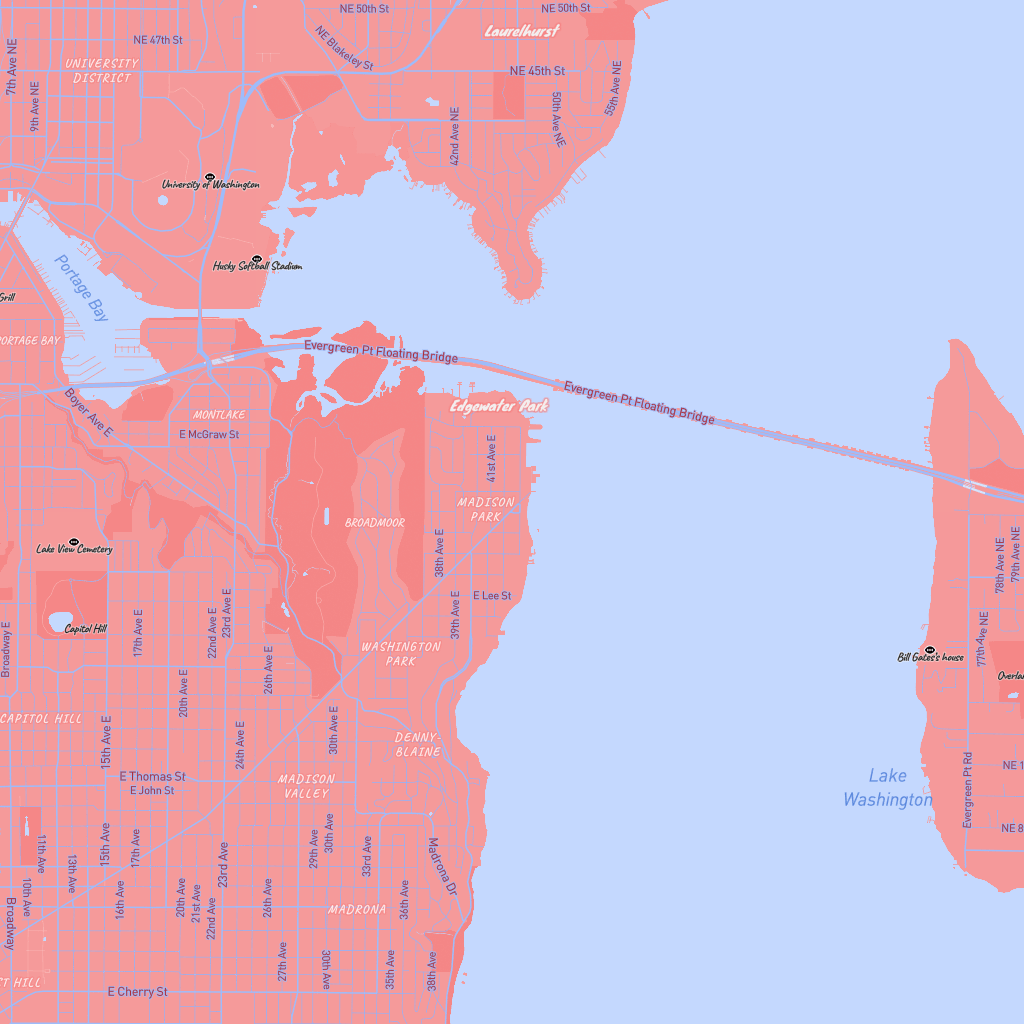 NE 50th St
NE 50th St
Laurelhurst
NE 47th St
NE Blakeley St
7th Ave NE
UNIVERSITY
DISTRICT
NE 45th St
9th Ave NE
55th Ave NE
50th Ave NE
42nd Ave NE
University of Washington
Husky Softball Stadium
Portage Bay
Grill
PORTAGE BAY
Evergreen Pt Floating Bridge
Evergreen Pt Floating Bridge
Boyer Ave E
MONTLAKE
Edgewater Park
E McGraw St
41st Ave E
MADISON
PARK
BROADMOOR
Lake View Cemetery
38th Ave E
78th Ave NE
79th Ave NE
E Lee St
39th Ave E
Capitol Hill
Broadway E
17th Ave E
22nd Ave E
23rd Ave E
77th Ave NE
WASHINGTON
PARK
Bill Gates's house
26th Ave E
20th Ave E
Overla
CAPITOL HILL
15th Ave E
24th Ave E
30th Ave E
DENNY-
BLAINE
E Thomas St
E John St
MADISON
VALLEY
Lake
Washington
Evergreen Pt Rd
NE 1
NE 8
11th Ave
13th Ave
15th Ave
17th Ave
23rd Ave
29th Ave
30th Ave
33rd Ave
Madrona Dr
10th Ave
Broadway
16th Ave
20th Ave
21st Ave
22nd Ave
26th Ave
36th Ave
MADRONA
27th Ave
30th Ave
35th Ave
38th Ave
ST HILL
E Cherry St